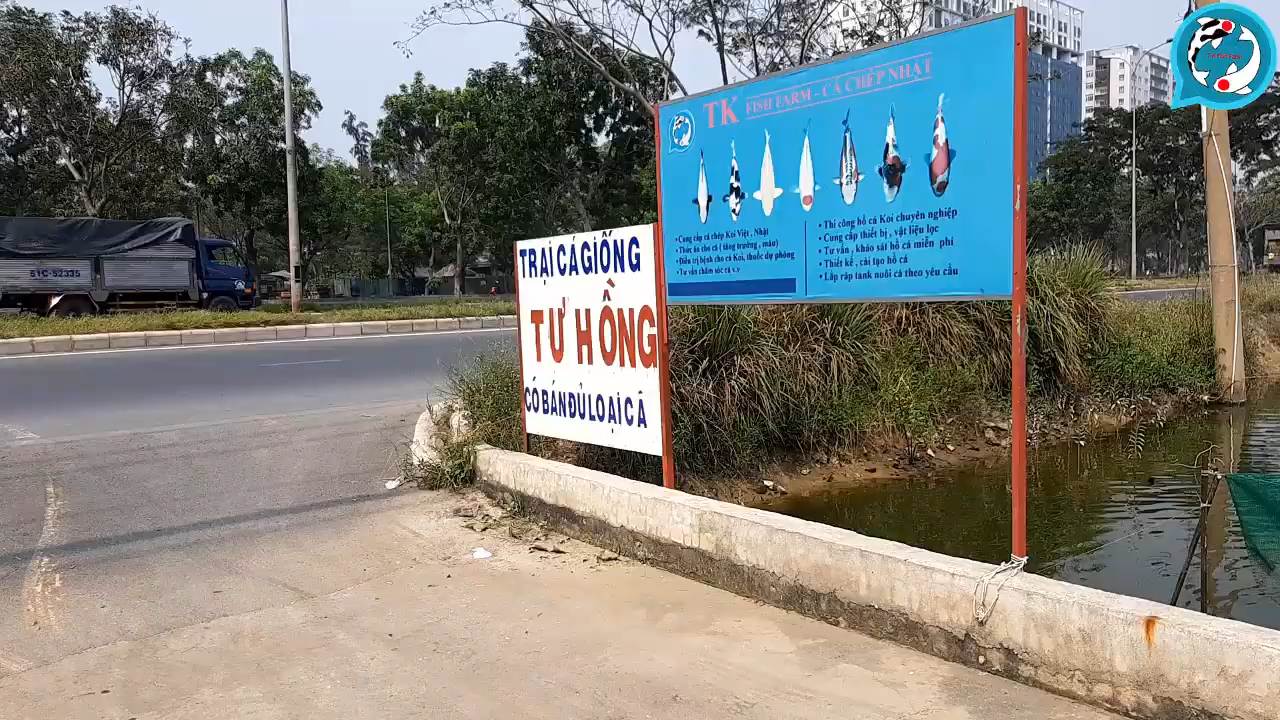 TK FISH FARM - CÁ CHÉP NHẬT
• Cung cấp cá chép Koi Việt , Nhật
• Thức ăn cho cá ( tăng trưởng , màu)
• Điều trị bệnh cho cá Koi, thuốc dự phòng
• Tư vấn chăm sóc cá v.v
• Thi công hồ cá Koi chuyên nghiệp
• Cung cấp thiết bị , vật liệu lọc
• Tư vấn , khảo sát hồ cá miễn phí
• Thiết kế , cải tạo hồ cá
• Lắp ráp tank nuôi cá theo yêu cầu
TRẠI CÁ GIỐNG
TƯ HỒNG
CÓ BÁN ĐỦ LOẠI CÁ
51C-52335